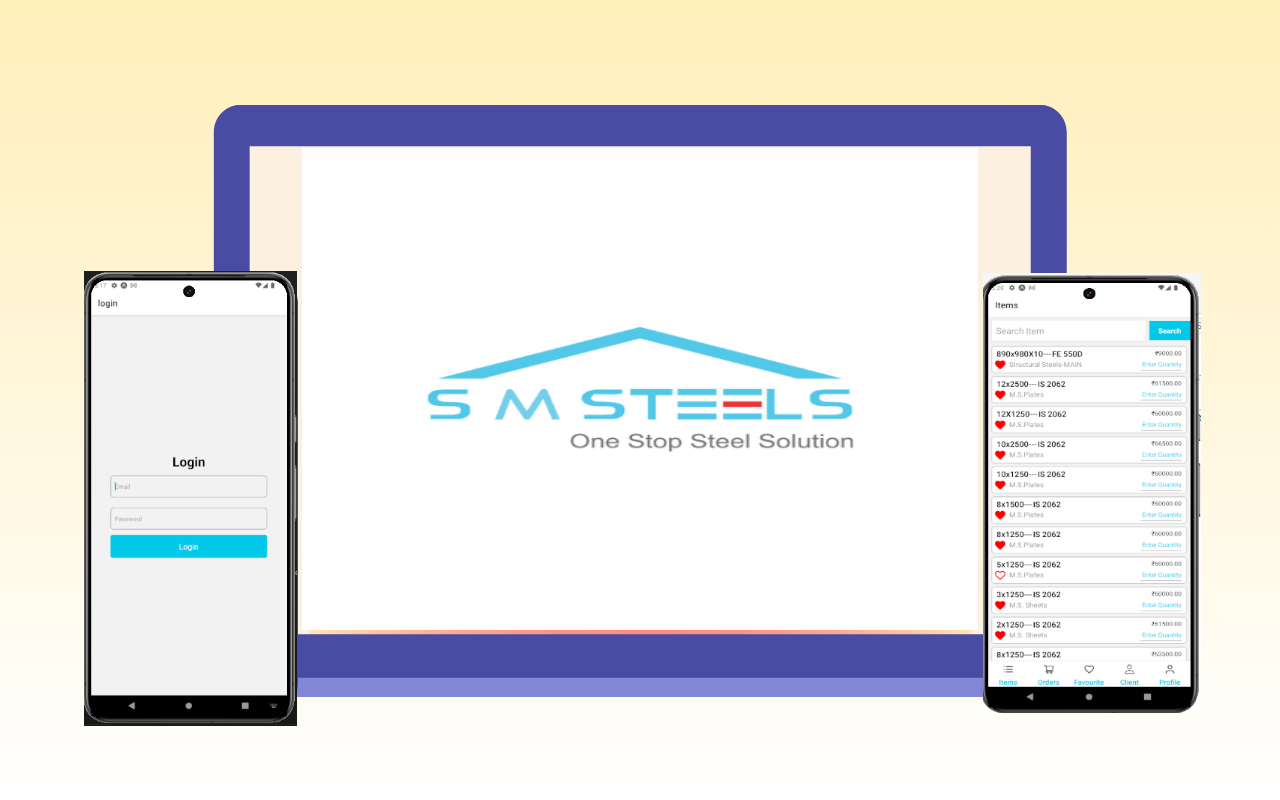 S M STEELS
One Stop Steel Solution
login
Login
Email
Password
Login
Items
Search Item
Search
890x980X10---FE 550D
₹9000.00
Structural Steels-MAIN
Enter Quantity
12x2500---IS 2062
₹61500.00
M.S.Plates
Enter Quantity
12X1250---IS 2062
₹60000.00
M.S.Plates
Enter Quantity
10x2500---IS 2062
₹66500.00
M.S.Plates
Enter Quantity
10x1250---IS 2062
₹60000.00
M.S.Plates
Enter Quantity
8x1500---IS 2062
₹60000.00
M.S.Plates
Enter Quantity
8x1250---IS 2062
₹60000.00
M.S.Plates
Enter Quantity
5x1250---IS 2062
₹60000.00
M.S.Plates
Enter Quantity
3x1250---IS 2062
₹60000.00
M.S. Sheets
Enter Quantity
2x1250---IS 2062
₹61500.00
M.S. Sheets
Enter Quantity
8x1250---IS 2062
₹63500.00
Items Orders Favourite Client Profile